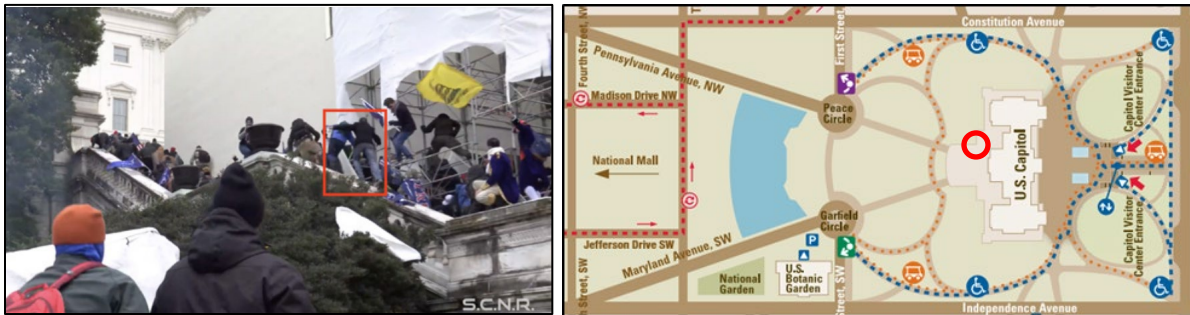 S.C.N.R.
Constitution Avenue
Fourth Street, NW
First Street,
Pennsylvania Avenue, NW
Madison Drive NW
Peace
Circle
Capitol Visitor
Center Entrance
National Mall
U.S. Capitol
Garfield
Circle
Capitol Visitor
Center Entrance
Jefferson Drive SW
Maryland Avenue, SW
P
U.S.
Botanic
Garden
National
Garden
Street, SW
Street, SW
Independence Avenue